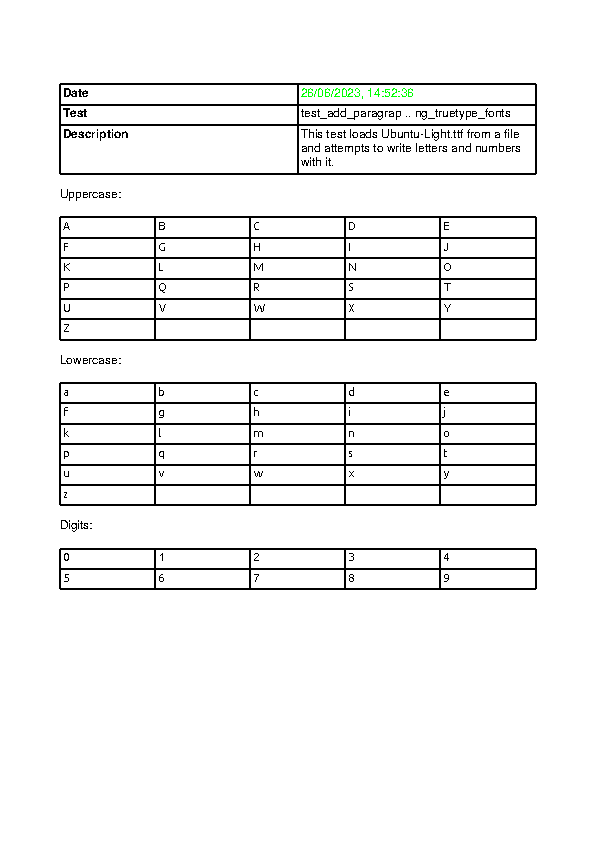 Date 26/06/2023, 14:52:36
Test test_add_paragrap .. ng_truetype_fonts
Description This test loads Ubuntu-Light.ttf from a file
and attempts to write letters and numbers
with it.
Uppercase:
A B C D E
F G H I J
K L M N O
P Q R S T
U V W X Y
Z
Lowercase:
a b c d e
f g h i j
k l m n o
p q r s t
u v w x y
z
Digits:
0 1 2 3 4
5 6 7 8 9